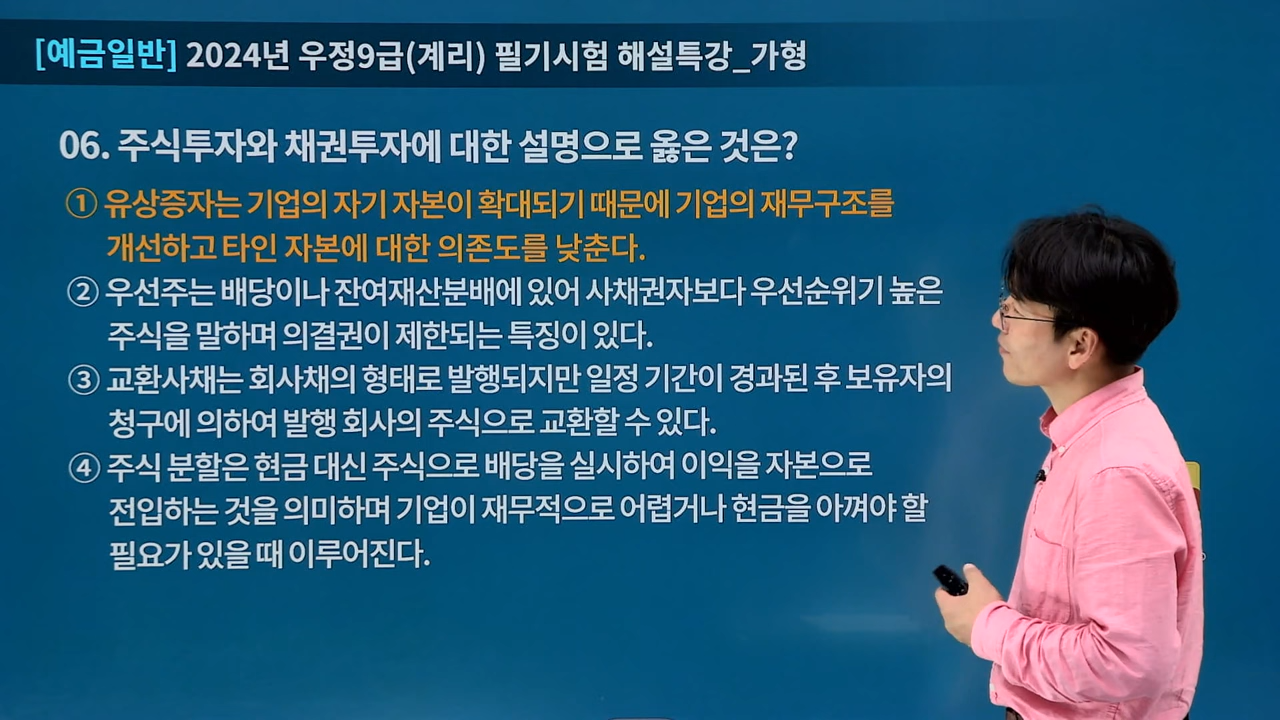 [예금일반] 2024년 우정9급(계리) 필기시험 해설특강_가형
06. 주식투자와 채권투자에 대한 설명으로 옳은 것은?
① 유상증자는 기업의 자기 자본이 확대되기 때문에 기업의 재무구조를
개선하고 타인 자본에 대한 의존도를 낮춘다.
② 우선주는 배당이나 잔여재산분배에 있어 사채권자보다 우선순위가 높은
주식을 말하며 의결권이 제한되는 특징이 있다.
③ 교환사채는 회사채의 형태로 발행되지만 일정 기간이 경과된 후 보유자의
청구에 의하여 발행 회사의 주식으로 교환할 수 있다.
④ 주식 분할은 현금 대신 주식으로 배당을 실시하여 이익을 자본으로
전입하는 것을 의미하며 기업이 재무적으로 어렵거나 현금을 아껴야 할
필요가 있을 때 이루어진다.